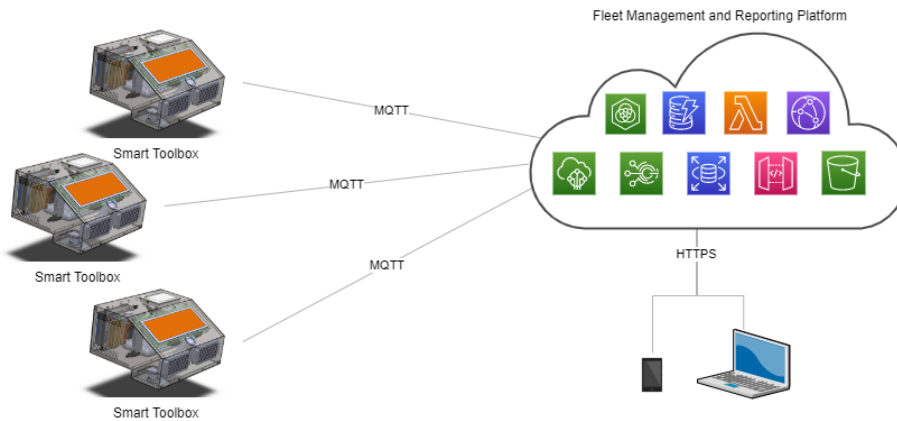 Fleet Management and Reporting Platform
MQTT
Smart Toolbox
MQTT
HTTPS
MQTT
Smart Toolbox
Smart Toolbox